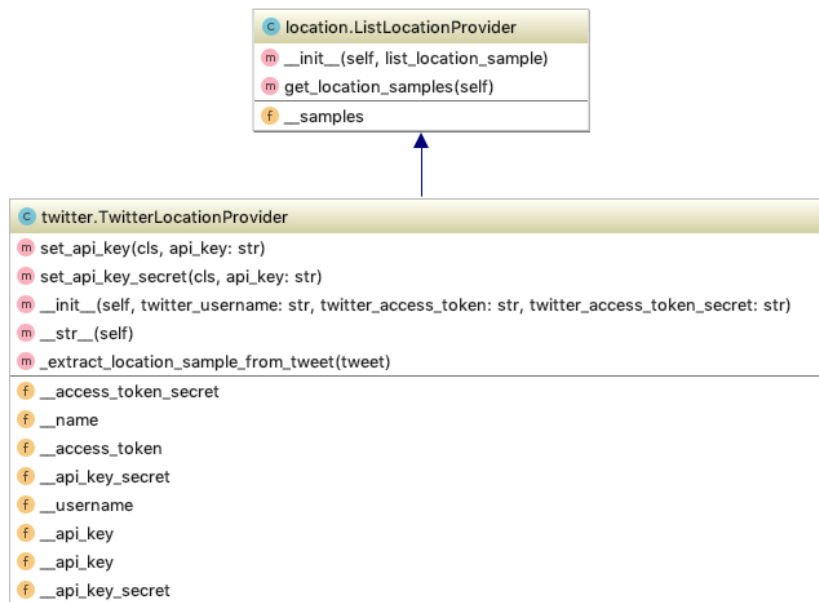 C location.ListLocationProvider
m __init__(self, list_location_sample)
m get_location_samples(self)
f __samples
C twitter.TwitterLocationProvider
m set_api_key(cls, api_key: str)
m set_api_key_secret(cls, api_key: str)
m __init__(self, twitter_username: str, twitter_access_token: str, twitter_access_token_secret: str)
m __str__(self)
m _extract_location_sample_from_tweet(tweet)
f __access_token_secret
f __name
f __access_token
f __api_key_secret
f __username
f __api_key
f __api_key
f __api_key_secret